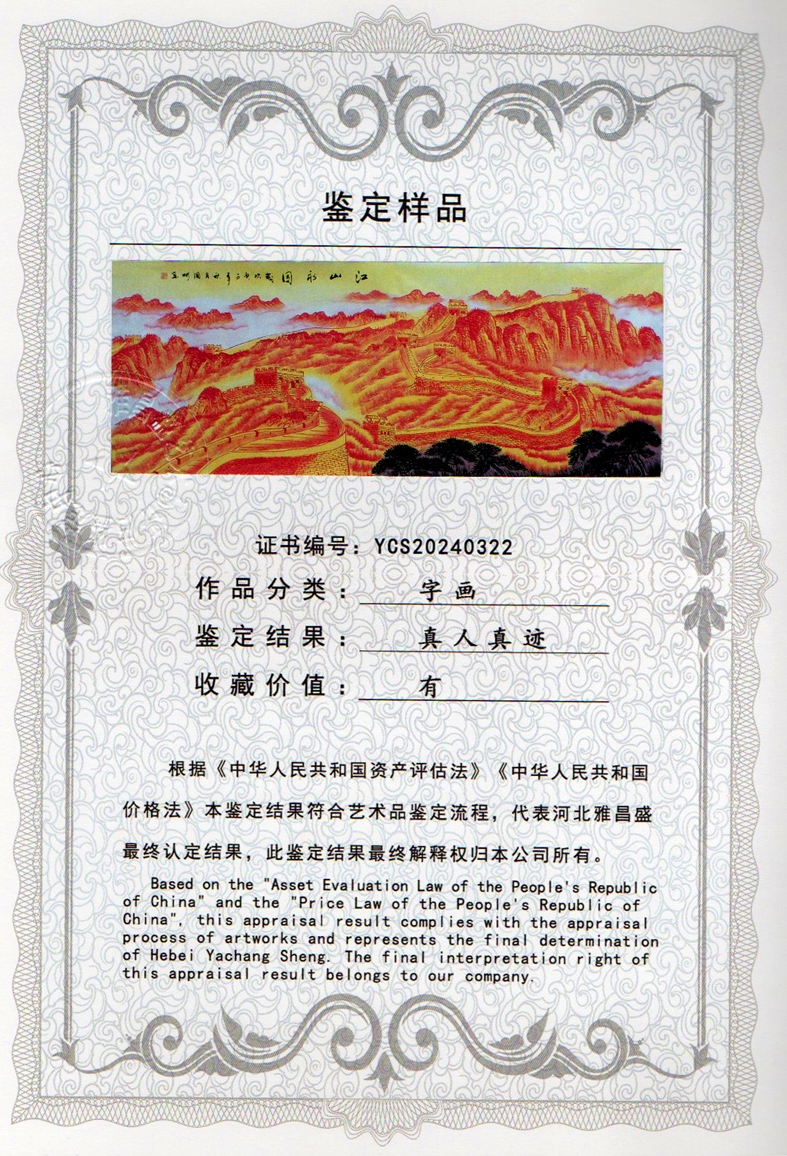 鉴定样品
江山永固
证书编号：YCS20240322
作品分类：字画
鉴定结果：真人真迹
收藏价值：有
根据《中华人民共和国资产评估法》《中华人民共和国
价格法》本鉴定结果符合艺术品鉴定流程，代表河北雅昌盛
最终认定结果，此鉴定结果最终解释权归本公司所有。
Based on the "Asset Evaluation Law of the People's Republic
of China" and the "Price Law of the People's Republic of
China", this appraisal result complies with the appraisal
process of artworks and represents the final determination
of Hebei Yachang Sheng. The final interpretation right of
this appraisal result belongs to our company.